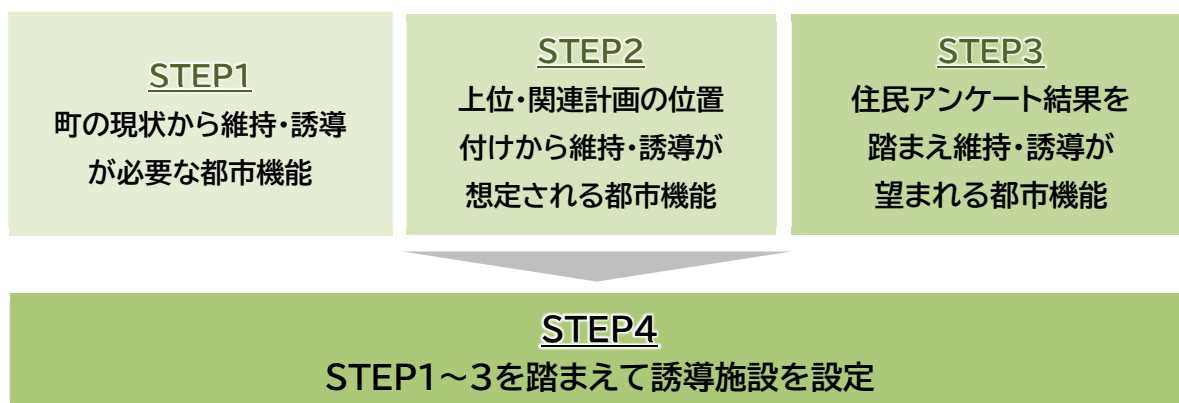 STEP1
町の現状から維持・誘導
が必要な都市機能
STEP2
上位・関連計画の位置
付けから維持・誘導が
想定される都市機能
STEP3
住民アンケート結果を
踏まえ維持・誘導が
望まれる都市機能
STEP4
STEP1～3を踏まえて誘導施設を設定